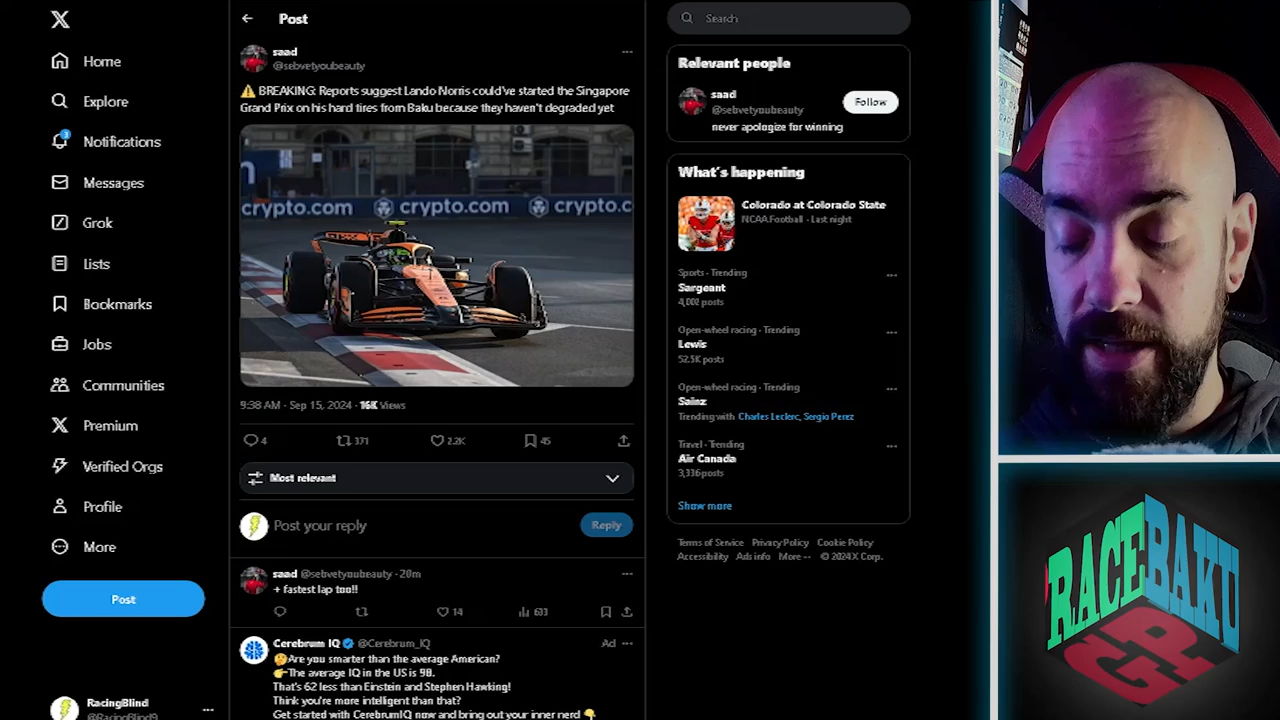 Post
Search
Home
Explore
3
Notifications
Messages
Grok
Lists
Bookmarks
Jobs
Communities
Premium
Verified Orgs
Profile
More
Post
RacingBlind
@RacingBlind9
saad
@sebvetyoubeauty
⚠️ BREAKING: Reports suggest Lando Norris could've started the Singapore
Grand Prix on his hard tires from Baku because they haven't degraded yet
crypto.com
crypto.com
crypto.c
9:38 AM · Sep 15, 2024 · 16K Views
4
371
2.2K
45
Most relevant
Post your reply
Reply
saad @sebvetyoubeauty · 20m
+ fastest lap too!!
14
633
Cerebrum IQ @Cerebrum_IQ
Ad
🤔Are you smarter than the average American?
👉The average IQ in the US is 98.
That's 62 less than Einstein and Stephen Hawking!
Think you're more intelligent than that?
Get started with CerebrumIQ now and bring out your inner nerd 👇
Relevant people
saad
@sebvetyoubeauty
Follow
never apologize for winning
What's happening
Colorado at Colorado State
NCAA Football · Last night
Sports · Trending
Sargeant
4,002 posts
Open-wheel racing · Trending
Lewis
52.5K posts
Open-wheel racing · Trending
Sainz
Trending with Charles Leclerc, Sergio Perez
Travel · Trending
Air Canada
3,336 posts
Show more
Terms of Service Privacy Policy Cookie Policy
Accessibility Ads info More ··· © 2024 X Corp.
RACE
BAKU